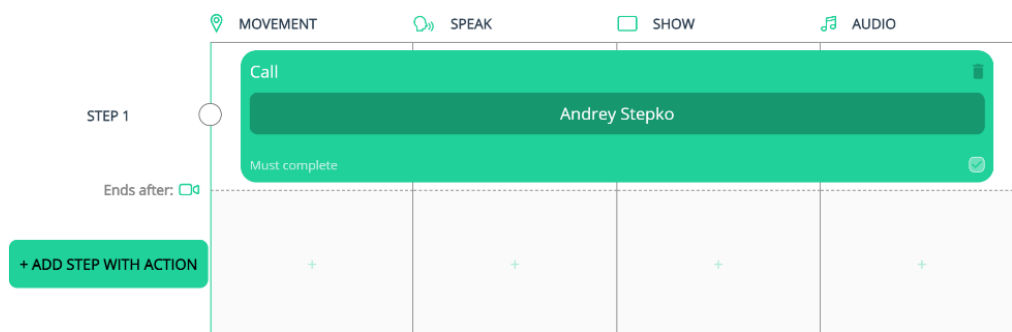 MOVEMENT SPEAK SHOW AUDIO
Call
STEP 1
Andrey Stepko
Must complete
Ends after:
+ ADD STEP WITH ACTION
+ + + +